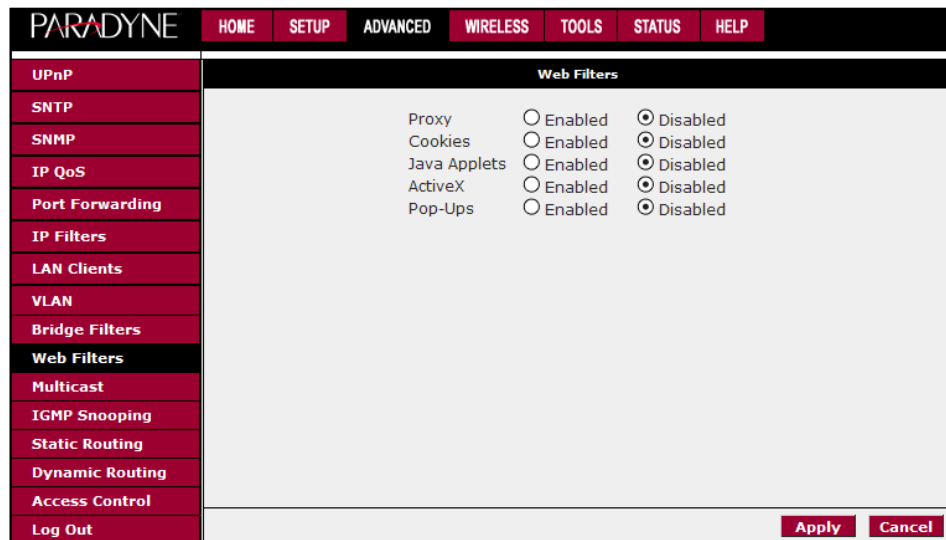 PARADYNE
HOME SETUP ADVANCED WIRELESS TOOLS STATUS HELP
UPnP
SNTP
SNMP
IP QoS
Port Forwarding
IP Filters
LAN Clients
VLAN
Bridge Filters
Web Filters
Multicast
IGMP Snooping
Static Routing
Dynamic Routing
Access Control
Log Out
Web Filters
Proxy Enabled Disabled
Cookies Enabled Disabled
Java Applets Enabled Disabled
ActiveX Enabled Disabled
Pop-Ups Enabled Disabled
Apply Cancel